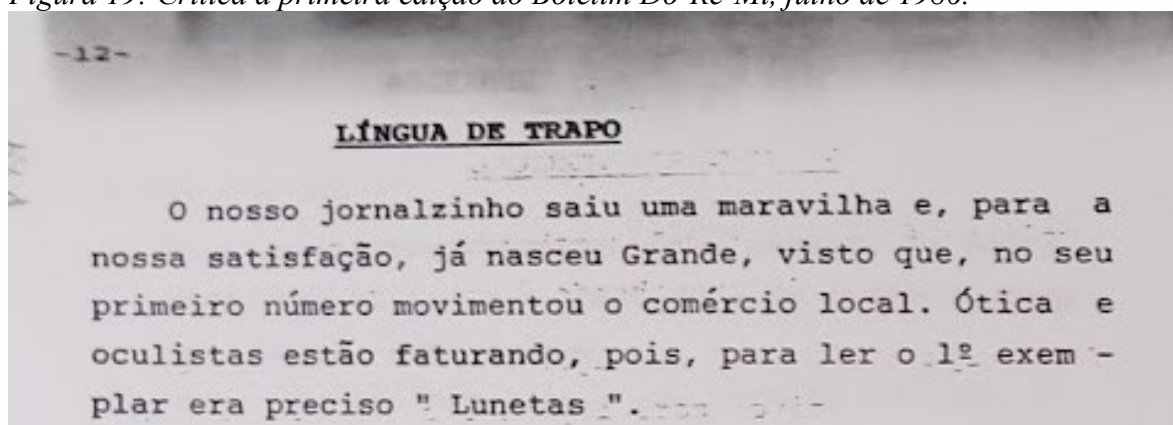 Figura 19: Crítica à primeira edição do Boletim Do-Ré-Mi, julho de 1986.
-12-
LÍNGUA DE TRAPO
O nosso jornalzinho saiu uma maravilha e, para a
nossa satisfação, já nasceu Grande, visto que, no seu
primeiro número movimentou o comércio local. Ótica e
oculistas estão faturando, pois, para ler o 1º exem -
plar era preciso " Lunetas ".